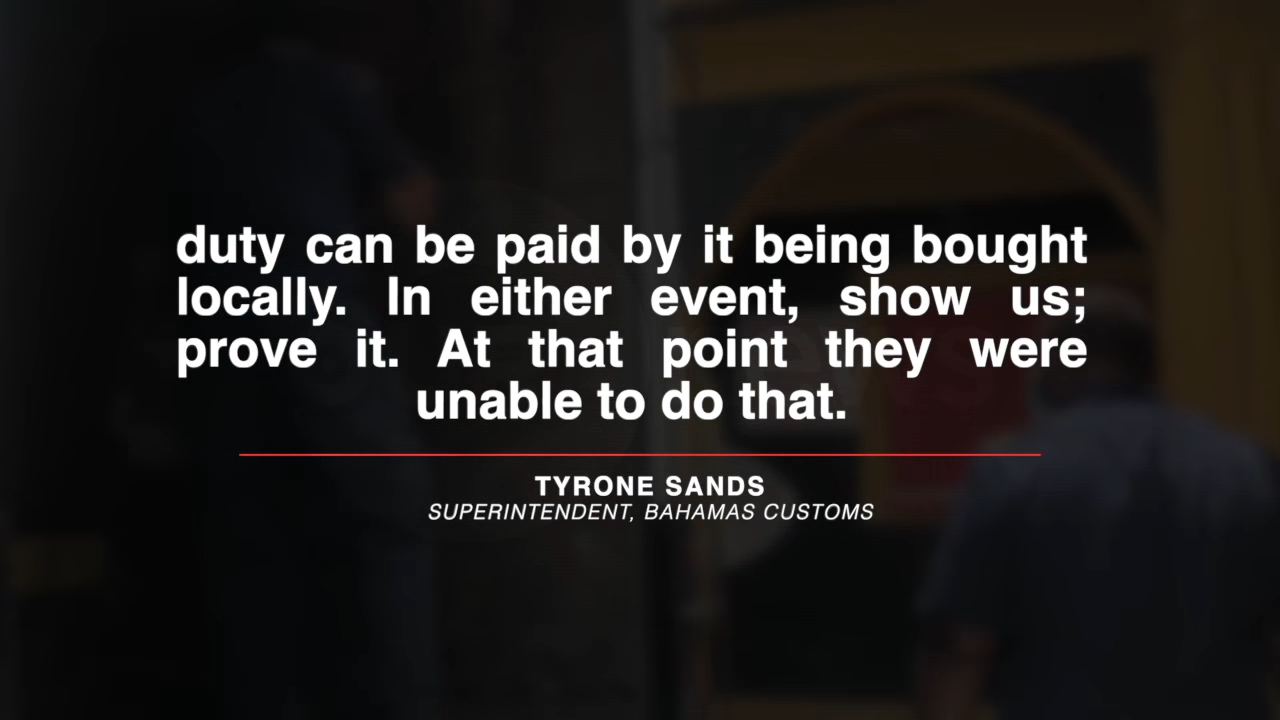 duty can be paid by it being bought
locally. In either event, show us;
prove it. At that point they were
unable to do that.
TYRONE SANDS
SUPERINTENDENT, BAHAMAS CUSTOMS